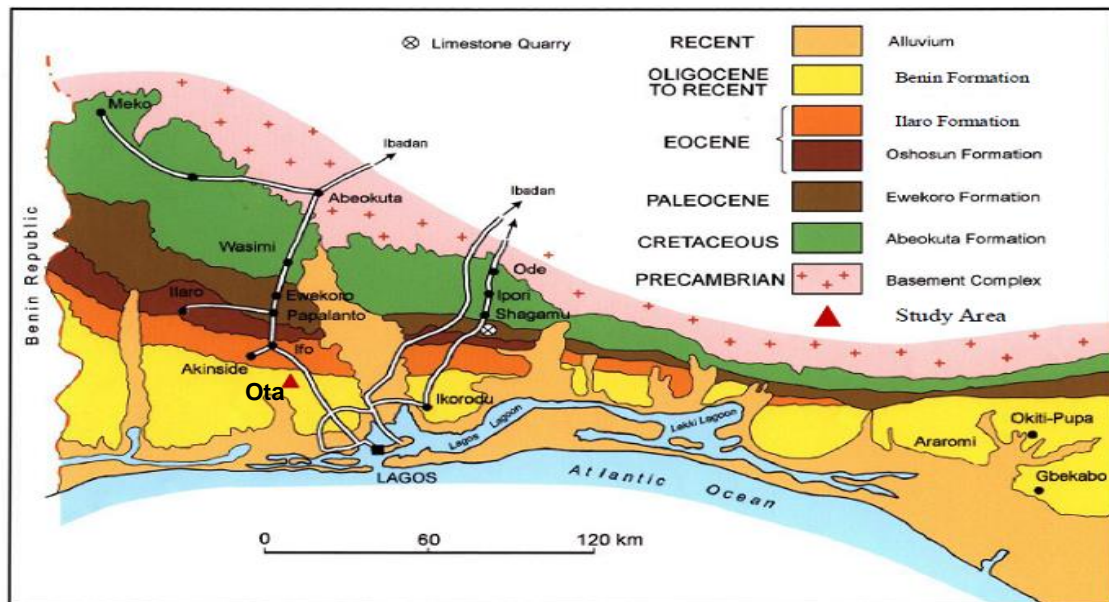 Limestone Quarry
RECENT
Alluvium
OLIGOCENE
TO RECENT
Benin Formation
EOCENE
Ilaro Formation
Oshosun Formation
PALEOCENE
Ewekoro Formation
CRETACEOUS
Abeokuta Formation
PRECAMBRIAN
Basement Complex
Study Area
Meko
Ibadan
Abeokuta
Ibadan
Wasimi
Ode
Benin Republic
Ilaro
Ewekoro
Papalanto
Ipori
Shagamu
Ifo
Akinside
Ota
Ikorodu
Lagos Lagoon
Lekki Lagoon
Okiti-Pupa
Araromi
Gbekabo
LAGOS
Atlantic Ocean
0 60 120 km